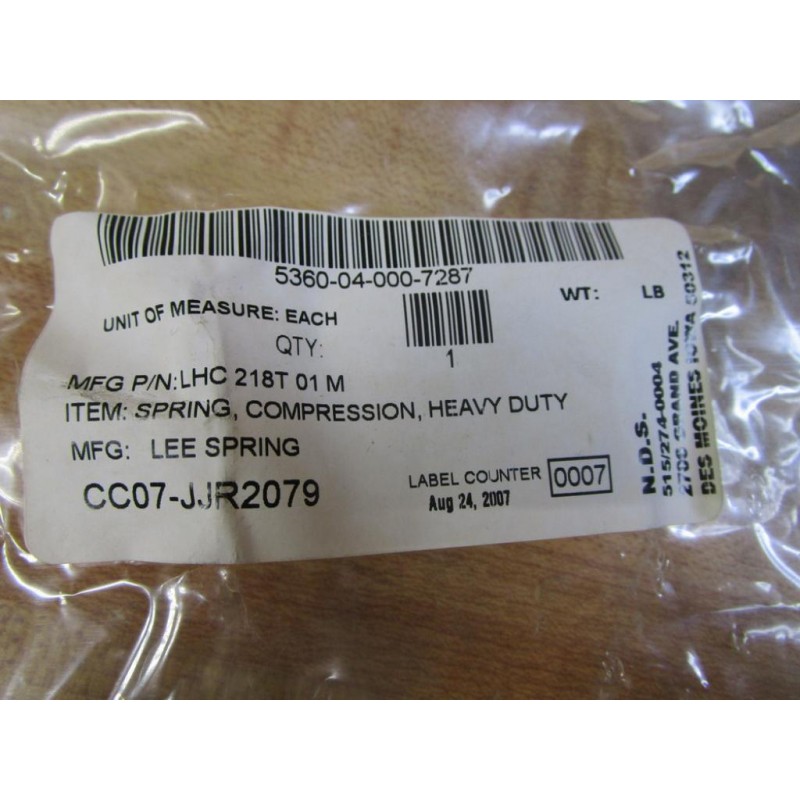 5360-04-000-7287
UNIT OF MEASURE: EACH
WT: LB
QTY:
1
MFG P/N: LHC 218T 01 M
ITEM: SPRING, COMPRESSION, HEAVY DUTY
MFG: LEE SPRING
CC07-JJR2079
LABEL COUNTER 0007
Aug 24, 2007
N.D.S.
515/274-0004
2700 GRAND AVE.
DES MOINES IOWA 50312